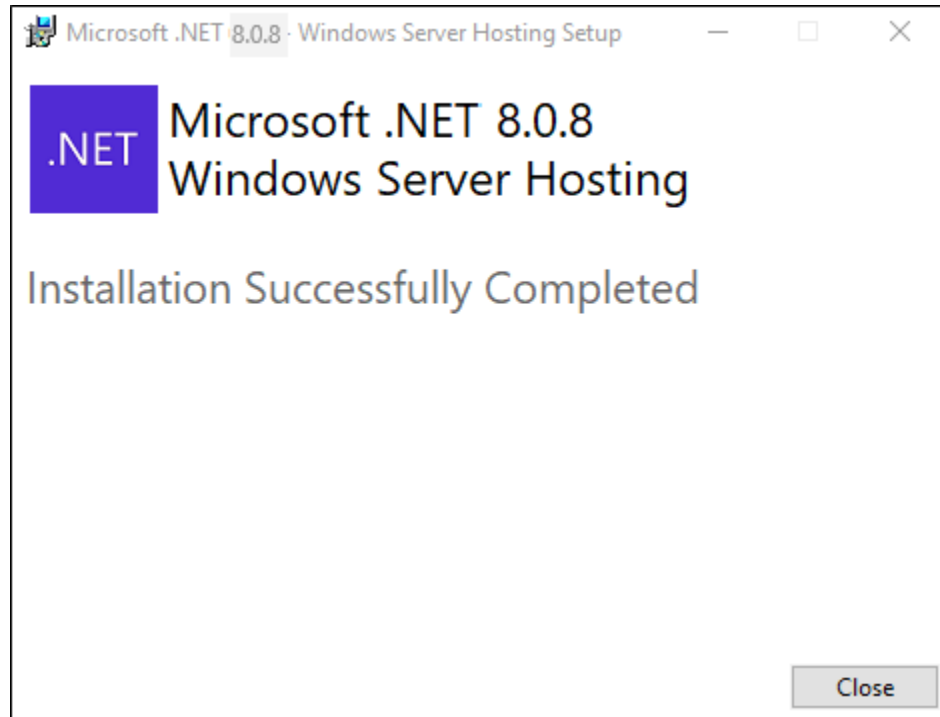 Microsoft .NET 8.0.8 - Windows Server Hosting Setup
.NET
Microsoft .NET 8.0.8
Windows Server Hosting
Installation Successfully Completed
Close